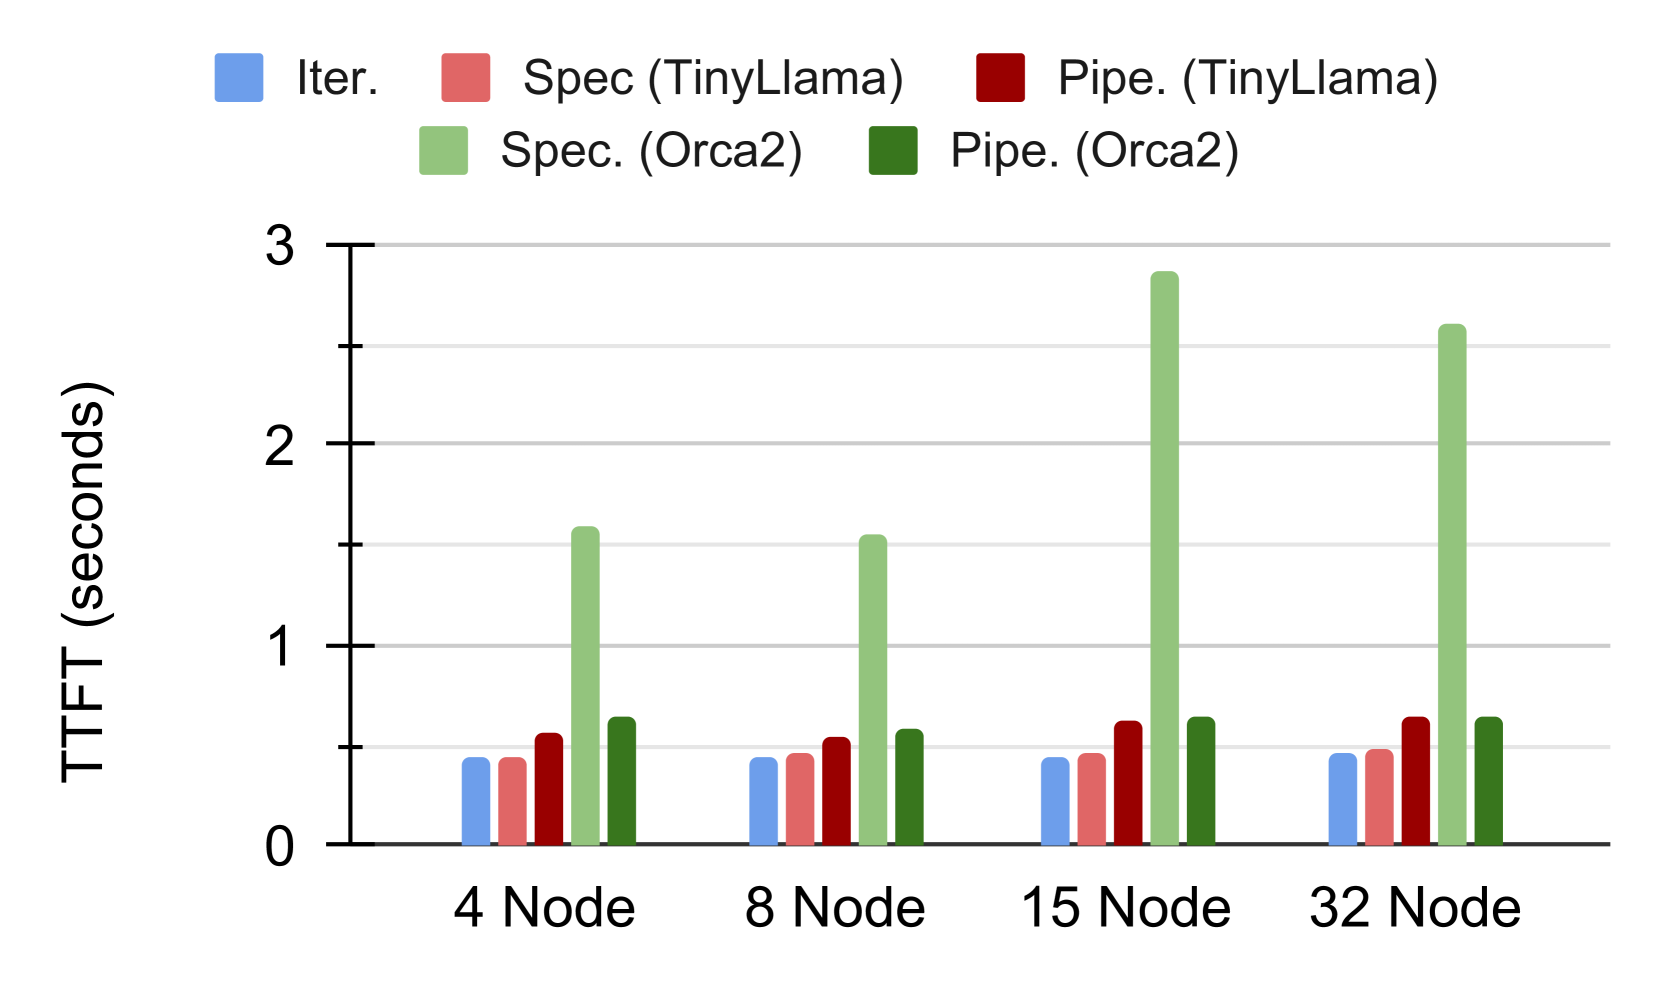 Iter. Spec (TinyLlama) Pipe. (TinyLlama)
Spec. (Orca2) Pipe. (Orca2)
TTFT (seconds)
3
2
1
0
4 Node 8 Node 15 Node 32 Node